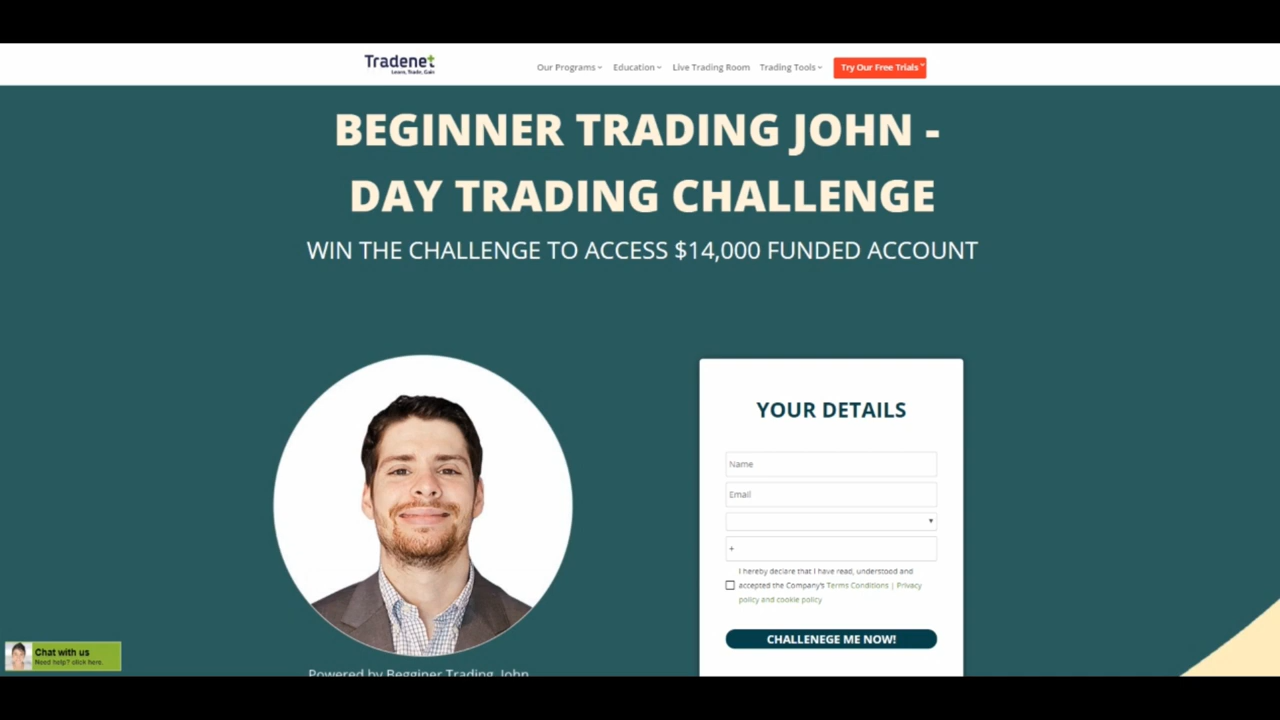 Tradenet
Learn, Trade, Gain
Our Programs
Education
Live Trading Room
Trading Tools
Try Our Free Trials
BEGINNER TRADING JOHN -
DAY TRADING CHALLENGE
WIN THE CHALLENGE TO ACCESS $14,000 FUNDED ACCOUNT
YOUR DETAILS
Name
Email
+
I hereby declare that I have read, understood and
accepted the Company's Terms Conditions | Privacy
policy and cookie policy
CHALLENEGE ME NOW!
Chat with us
Need help? click here.
Powered by Begginer Trading John